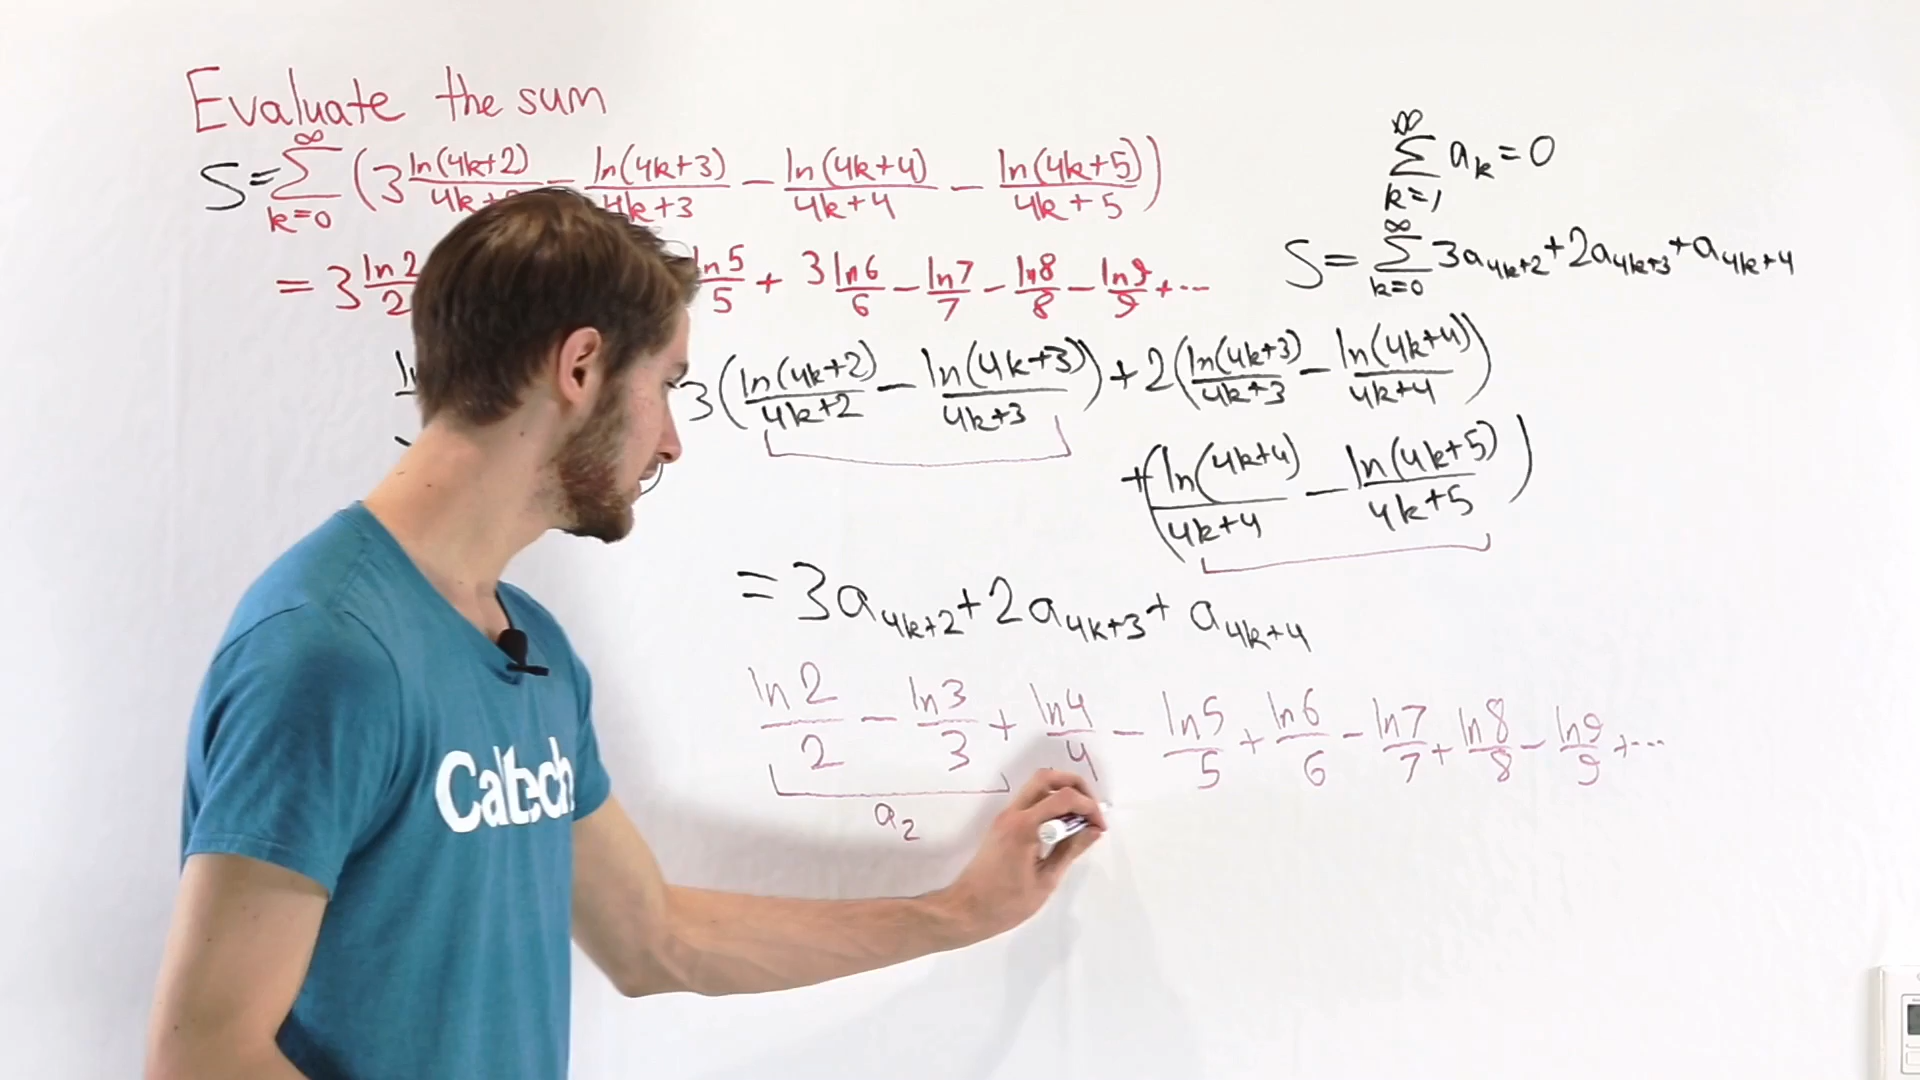 Evaluate the sum
S = ∑_{k=0}^{∞} (3 ln(4k+2)/4k+ − ln(4k+3)/4k+3 − ln(4k+4)/4k+4 − ln(4k+5)/4k+5)
= 3 ln2/2 ln5/5 + 3 ln6/6 − ln7/7 − ln8/8 − ln9/9 + ...
3(ln(4k+2)/4k+2 − ln(4k+3)/4k+3) + 2(ln(4k+3)/4k+3 − ln(4k+4)/4k+4)
+ (ln(4k+4)/4k+4 − ln(4k+5)/4k+5)
= 3a_{4k+2} + 2a_{4k+3} + a_{4k+4}
ln2/2 − ln3/3 + ln4/4 − ln5/5 + ln6/6 − ln7/7 + ln8/8 − ln9/9 + ...
a_2
∑_{k=1}^{∞} a_k = 0
S = ∑_{k=0}^{∞} 3a_{4k+2} + 2a_{4k+3} + a_{4k+4}
Caltech